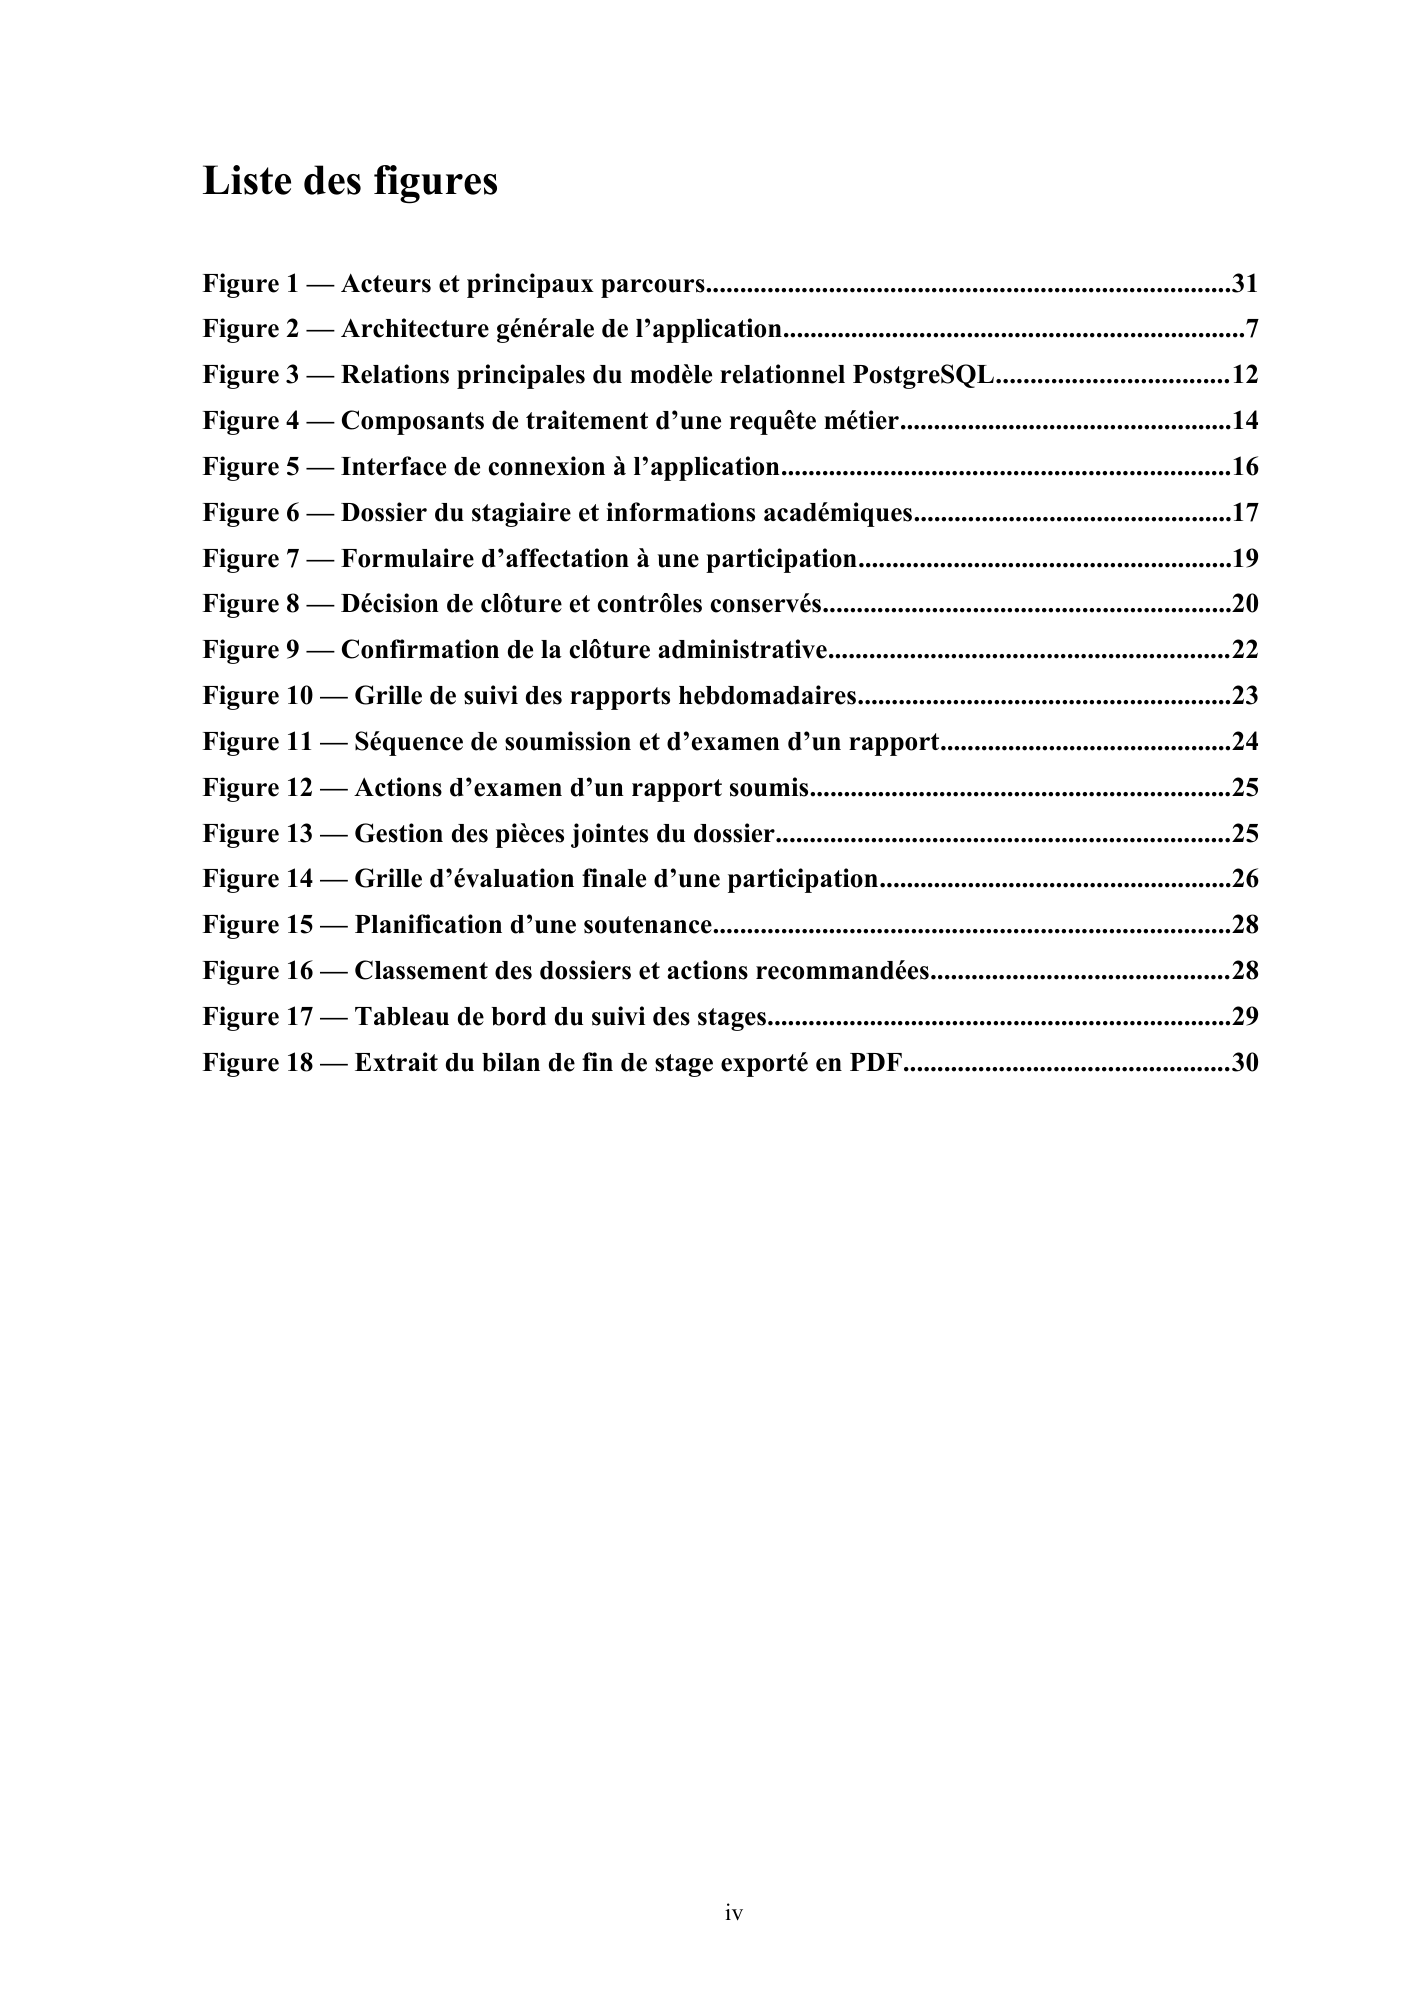 Liste des figures
Figure 1 — Acteurs et principaux parcours..............................................................................31
Figure 2 — Architecture générale de l’application.....................................................................7
Figure 3 — Relations principales du modèle relationnel PostgreSQL..................................12
Figure 4 — Composants de traitement d’une requête métier.................................................14
Figure 5 — Interface de connexion à l’application...................................................................16
Figure 6 — Dossier du stagiaire et informations académiques...............................................17
Figure 7 — Formulaire d’affectation à une participation.......................................................19
Figure 8 — Décision de clôture et contrôles conservés.............................................................20
Figure 9 — Confirmation de la clôture administrative............................................................22
Figure 10 — Grille de suivi des rapports hebdomadaires........................................................23
Figure 11 — Séquence de soumission et d’examen d’un rapport...........................................24
Figure 12 — Actions d’examen d’un rapport soumis...............................................................25
Figure 13 — Gestion des pièces jointes du dossier....................................................................25
Figure 14 — Grille d’évaluation finale d’une participation....................................................26
Figure 15 — Planification d’une soutenance.............................................................................28
Figure 16 — Classement des dossiers et actions recommandées.............................................28
Figure 17 — Tableau de bord du suivi des stages.....................................................................29
Figure 18 — Extrait du bilan de fin de stage exporté en PDF.................................................30
iv